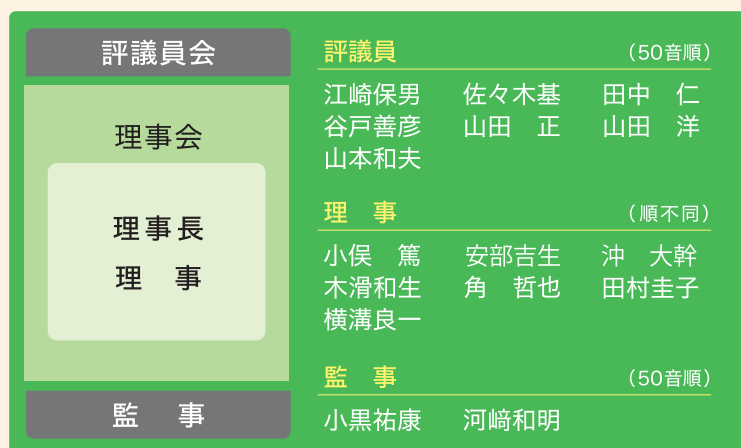 評議員会
理事会
理事長
理　事
監　事
評議員　（50音順）
江崎保男　佐々木基　田中　仁
谷戸善彦　山田　正　山田　洋
山本和夫
理　事　（順不同）
小俣　篤　安部吉生　沖　大幹
木滑和生　角　哲也　田村圭子
横溝良一
監　事　（50音順）
小黒祐康　河﨑和明